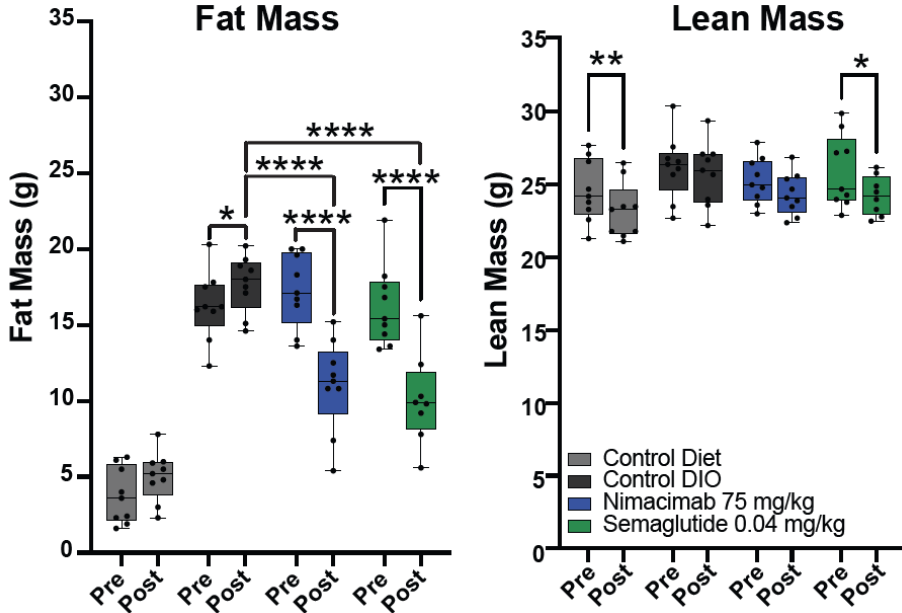 Fat Mass
Fat Mass (g)
35
30
25
20
15
10
5
0
*
****
****
****
****
Pre
Post
Pre
Post
Pre
Post
Pre
Post
Lean Mass
Lean Mass (g)
35
30
25
20
15
10
5
0
**
*
Control Diet
Control DIO
Nimacimab 75 mg/kg
Semaglutide 0.04 mg/kg
Pre
Post
Pre
Post
Pre
Post
Pre
Post